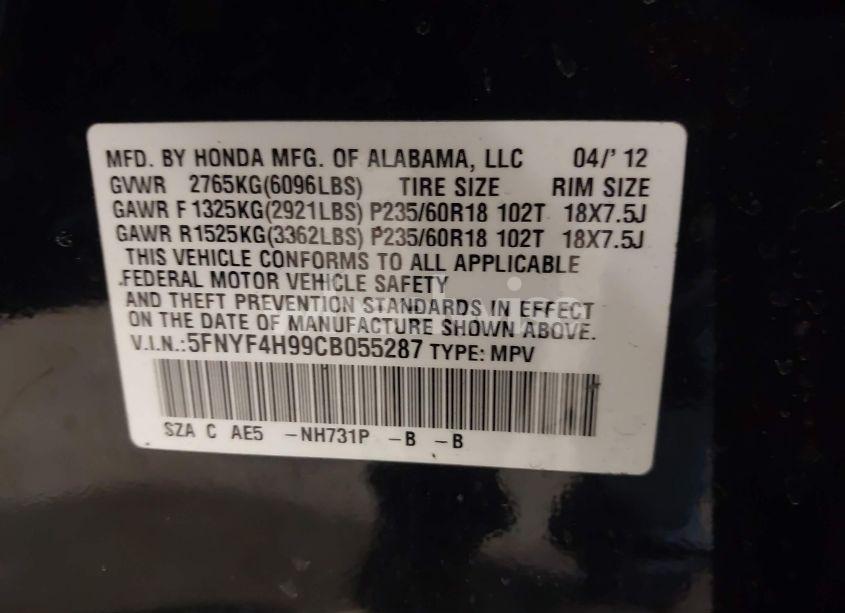 MFD. BY HONDA MFG. OF ALABAMA, LLC 04/'12
GVWR 2765KG(6096LBS) TIRE SIZE RIM SIZE
GAWR F 1325KG(2921LBS) P235/60R18 102T 18X7.5J
GAWR R1525KG(3362LBS) P235/60R18 102T 18X7.5J
THIS VEHICLE CONFORMS TO ALL APPLICABLE
FEDERAL MOTOR VEHICLE SAFETY
AND THEFT PREVENTION STANDARDS IN EFFECT
ON THE DATE OF MANUFACTURE SHOWN ABOVE.
V.I.N.:5FNYF4H99CB055287 TYPE: MPV
SZA C AE5 -NH731P -B -B